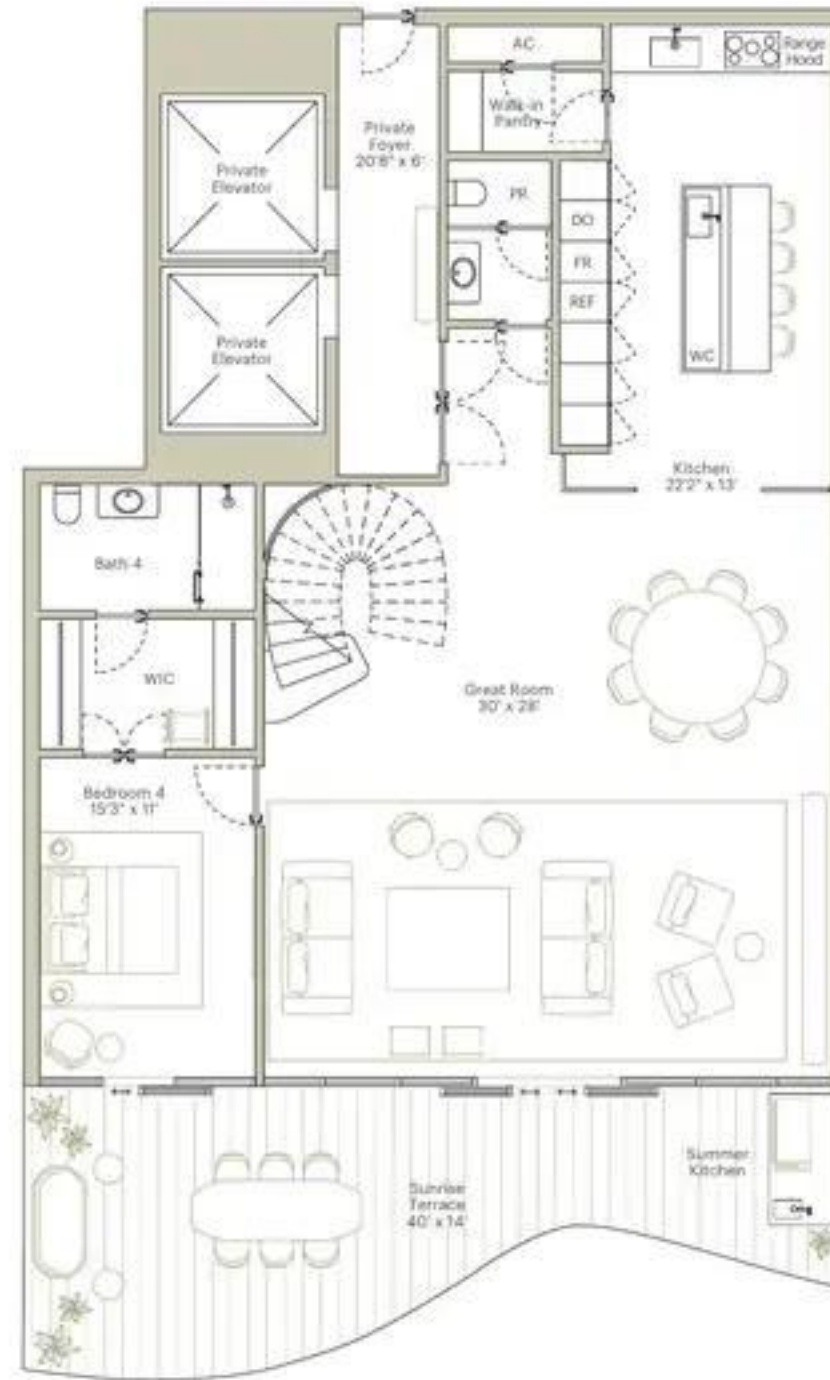 AC
Range
Hood
Walk-in
Pantry
Private
Foyer
20'8" x 6'
Private
Elevator
PR
DO
FR
REF
Private
Elevator
WC
Kitchen
22'2" x 13'
Bath 4
WIC
Great Room
30' x 28'
Bedroom 4
15'3" x 11'
Summer
Kitchen
Sunrise
Terrace
40' x 14'